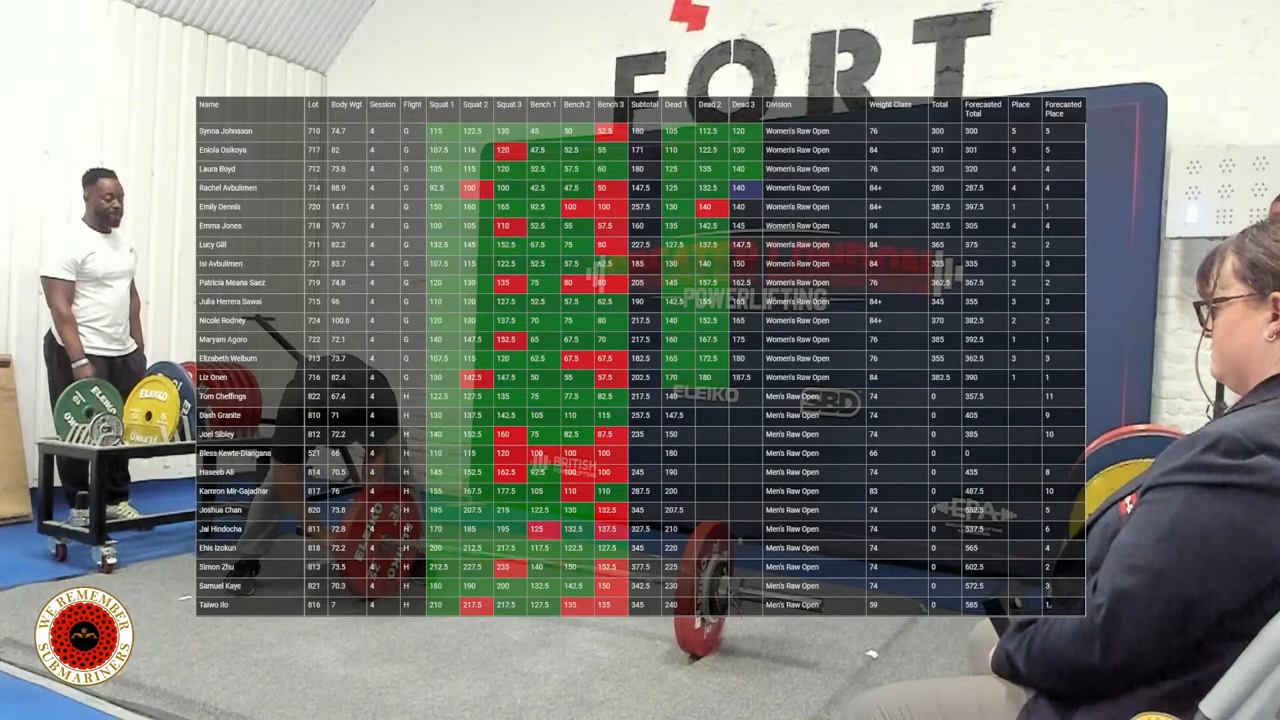 FORT
Name Lot Body Wgt Session Flight Squat 1 Squat 2 Squat 3 Bench 1 Bench 2 Bench 3 Subtotal Dead 1 Dead 2 Dead 3 Division Weight Class Total Forecasted Total Place Forecasted Place
Synna Johnsson 710 74.7 4 G 115 122.5 130 45 50 52.5 180 105 112.5 120 Women's Raw Open 76 300 300 5 5
Eniola Osikoya 717 82 4 G 107.5 116 120 47.5 52.5 55 171 110 122.5 130 Women's Raw Open 84 301 301 5 5
Laura Boyd 712 73.8 4 G 105 115 120 52.5 57.5 60 180 125 135 140 Women's Raw Open 76 320 320 4 4
Rachel Avbulimen 714 88.9 4 G 92.5 100 100 42.5 47.5 50 147.5 125 132.5 140 Women's Raw Open 84+ 280 287.5 4 4
Emily Dennis 720 147.1 4 G 150 160 165 92.5 100 100 257.5 130 140 140 Women's Raw Open 84+ 387.5 397.5 1 1
Emma Jones 718 79.7 4 G 100 105 110 52.5 55 57.5 160 135 142.5 145 Women's Raw Open 84 302.5 305 4 4
Lucy Gill 711 82.2 4 G 132.5 145 152.5 67.5 75 80 227.5 127.5 137.5 147.5 Women's Raw Open 84 365 375 2 2
Isi Avbulimen 721 83.7 4 G 107.5 115 122.5 52.5 57.5 62.5 185 130 140 150 Women's Raw Open 84 325 335 3 3
Patricia Meana Saez 719 74.8 4 G 120 130 135 75 80 80 205 145 157.5 162.5 Women's Raw Open 76 362.5 367.5 2 2
Julia Herrera Sawai 715 96 4 G 110 120 127.5 52.5 57.5 62.5 190 142.5 155 165 Women's Raw Open 84+ 345 355 3 3
Nicole Rodney 724 100.6 4 G 120 130 137.5 70 75 80 217.5 140 152.5 165 Women's Raw Open 84+ 370 382.5 2 2
Maryam Agoro 722 72.1 4 G 140 147.5 152.5 65 67.5 70 217.5 160 167.5 175 Women's Raw Open 76 385 392.5 1 1
Elizabeth Welburn 713 73.7 4 G 107.5 115 120 62.5 67.5 67.5 182.5 165 172.5 180 Women's Raw Open 76 355 362.5 3 3
Liz Onen 716 82.4 4 G 130 142.5 147.5 50 55 57.5 202.5 170 180 187.5 Women's Raw Open 84 382.5 390 1 1
Tom Cheffings 822 67.4 4 H 122.5 127.5 135 75 77.5 82.5 217.5 140 Men's Raw Open 74 0 357.5 11
Dash Granite 810 71 4 H 130 137.5 142.5 105 110 115 257.5 147.5 Men's Raw Open 74 0 405 9
Joel Sibley 812 72.2 4 H 140 152.5 160 75 82.5 87.5 235 150 Men's Raw Open 74 0 385 10
Bless Kewte-Diangana 521 66 4 H 110 115 120 100 100 100 180 Men's Raw Open 66 0 0
Haseeb Ali 814 70.5 4 H 145 152.5 162.5 92.5 100 100 245 190 Men's Raw Open 74 0 435 8
Kamron Mir-Gajadhar 817 76 4 H 155 167.5 177.5 105 110 110 287.5 200 Men's Raw Open 83 0 487.5 10
Joshua Chan 820 73.8 4 H 195 207.5 215 122.5 130 132.5 345 207.5 Men's Raw Open 74 0 552.5 5
Jai Hindocha 811 72.8 4 H 170 185 195 125 132.5 137.5 327.5 210 Men's Raw Open 74 0 537.5 6
Ehis Izokun 818 72.2 4 H 200 212.5 217.5 117.5 122.5 127.5 345 220 Men's Raw Open 74 0 565 4
Simon Zhu 813 73.5 4 H 212.5 227.5 235 140 150 152.5 377.5 225 Men's Raw Open 74 0 602.5 2
Samuel Kaye 821 70.3 4 H 180 190 200 132.5 142.5 150 342.5 230 Men's Raw Open 74 0 572.5 3
Taiwo Ilo 816 7 4 H 210 217.5 217.5 127.5 135 135 345 240 Men's Raw Open 59 0 585 1
POWERLIFTING
ELEIKO SBD
BRITISH
EPA
ELEIKO
WE REMEMBER
SUBMARINERS